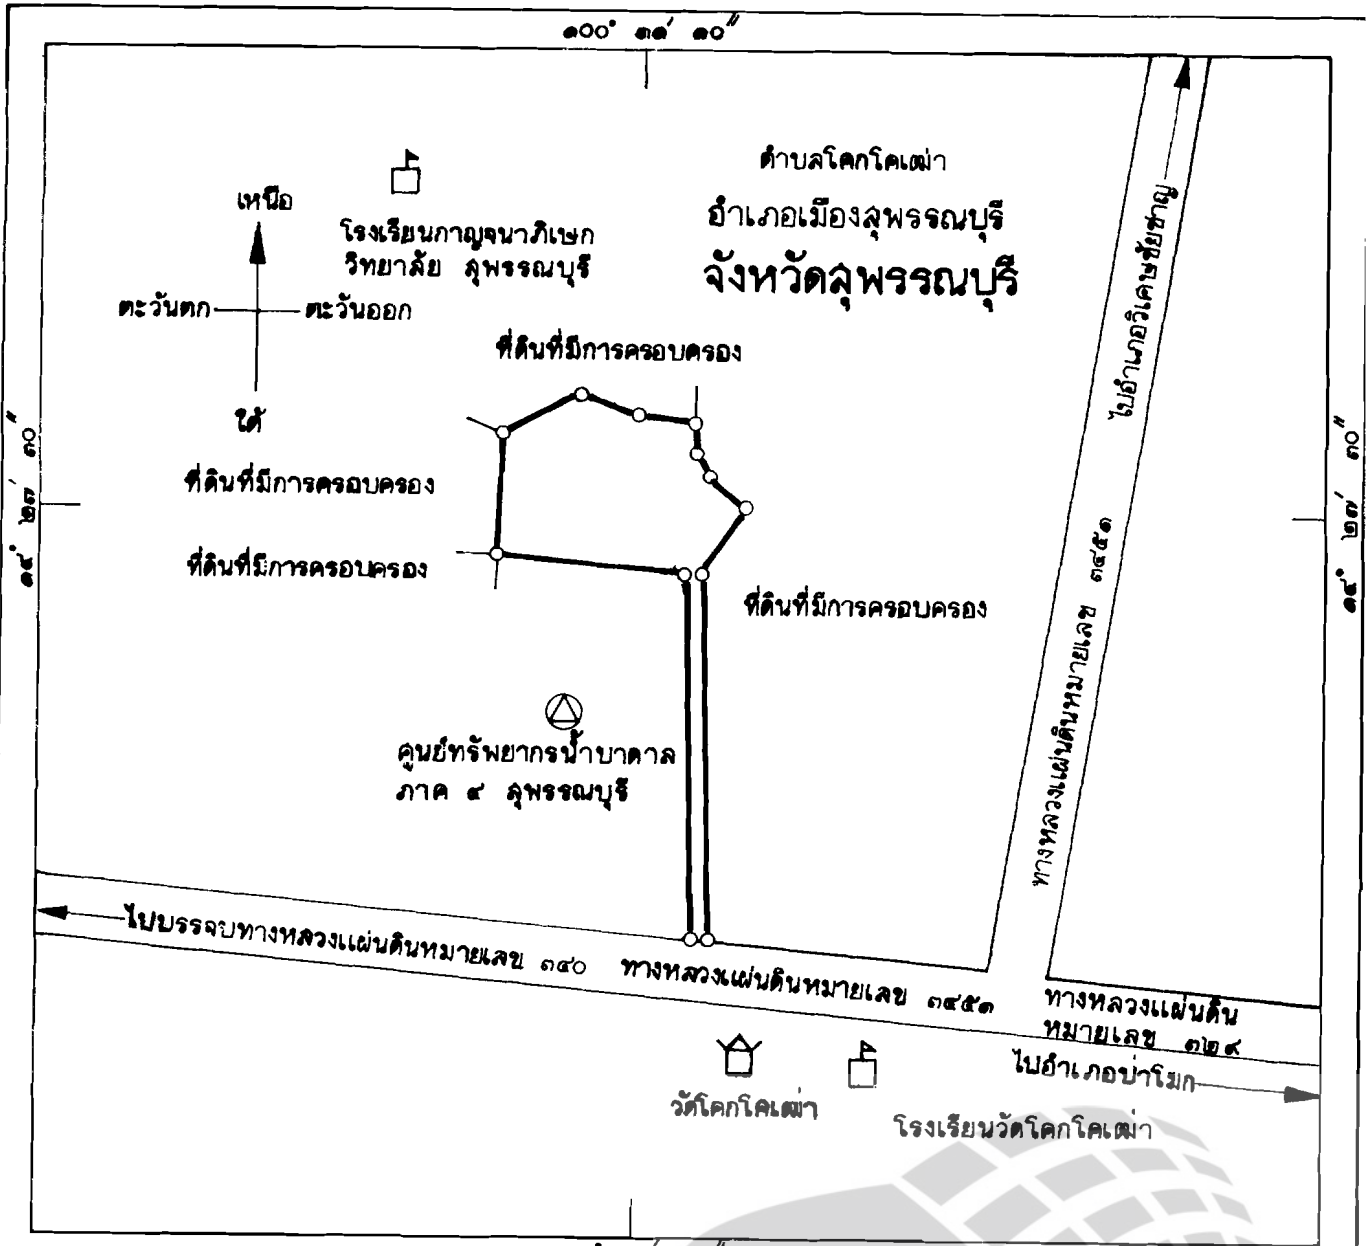 ตำบลโคกโคเฒ่า
อำเภอเมืองสุพรรณบุรี
จังหวัดสุพรรณบุรี
เหนือ
ตะวันตก
ตะวันออก
ใต้
โรงเรียนกาญจนาภิเษก
วิทยาลัย สุพรรณบุรี
ที่ดินที่มีการครอบครอง
ที่ดินที่มีการครอบครอง
๑๔° ๒๗′ ๓๐″
๑๔° ๒๗′ ๓๐″
ที่ดินที่มีการครอบครอง
ที่ดินที่มีการครอบครอง
ไปอำเภอวิเศษชัยชาญ
ทางหลวงแผ่นดินหมายเลข ๓๔๕๑
ศูนย์ทรัพยากรน้ำบาดาล
ภาค ๔ สุพรรณบุรี
ไปบรรจบทางหลวงแผ่นดินหมายเลข ๓๔๐
ทางหลวงแผ่นดินหมายเลข ๓๔๕๑
ทางหลวงแผ่นดิน
หมายเลข ๓๒๙
ไปอำเภอป่าโมก
วัดโคกโคเฒ่า
โรงเรียนวัดโคกโคเฒ่า